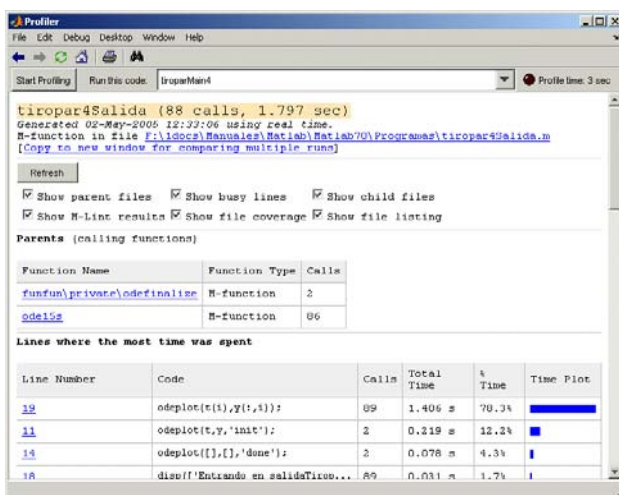 Profiler
File Edit Debug Desktop Window Help
Start Profiling Run this code: tiroparMain4 Profile time: 3 sec
tiropar4Salida (88 calls, 1.797 sec)
Generated 02-May-2005 12:33:06 using real time.
M-function in file F:\1docs\Manuales\Matlab\Matlab70\Programas\tiropar4Salida.m
[Copy to new window for comparing multiple runs]
Refresh
Show parent files Show busy lines Show child files
Show M-Lint results Show file coverage Show file listing
Parents (calling functions)
Function Name Function Type Calls
funfun\private\odefinalize M-function 2
ode15s M-function 86
Lines where the most time was spent
Line Number Code Calls Total Time % Time Time Plot
19 odeplot(t(i),y(:,i)); 89 1.406 s 78.3%
11 odeplot(t,y,'init'); 2 0.219 s 12.2%
14 odeplot([],[],'done'); 2 0.078 s 4.3%
18 disp(['Entrando en salidaTirop... 89 0.031 s 1.7%